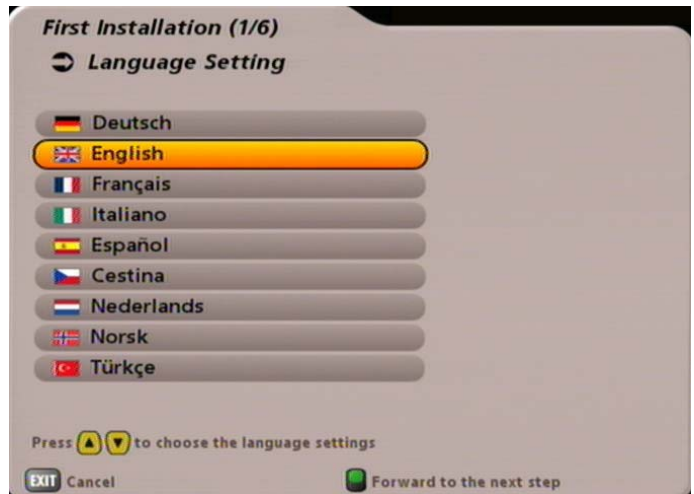 First Installation (1/6)
Language Setting
Deutsch
English
Français
Italiano
Español
Cestina
Nederlands
Norsk
Türkçe
Press to choose the language settings
EXIT Cancel Forward to the next step